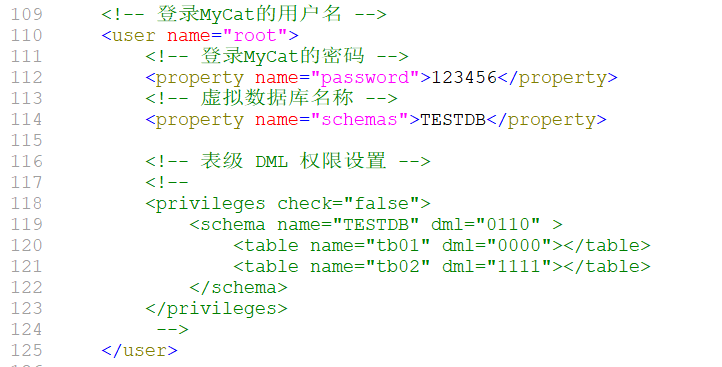 109 <!-- 登录MyCat的用户名 -->
110 <user name="root">
111 <!-- 登录MyCat的密码 -->
112 <property name="password">123456</property>
113 <!-- 虚拟数据库名称 -->
114 <property name="schemas">TESTDB</property>
115
116 <!-- 表级 DML 权限设置 -->
117 <!--
118 <privileges check="false">
119 <schema name="TESTDB" dml="0110" >
120 <table name="tb01" dml="0000"></table>
121 <table name="tb02" dml="1111"></table>
122 </schema>
123 </privileges>
124 -->
125 </user>